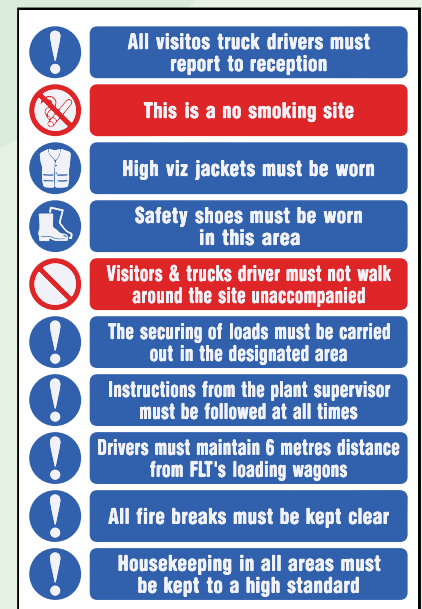 All visitos truck drivers must
report to reception
This is a no smoking site
High viz jackets must be worn
Safety shoes must be worn
in this area
Visitors & trucks driver must not walk
around the site unaccompanied
The securing of loads must be carried
out in the designated area
Instructions from the plant supervisor
must be followed at all times
Drivers must maintain 6 metres distance
from FLT's loading wagons
All fire breaks must be kept clear
Housekeeping in all areas must
be kept to a high standard